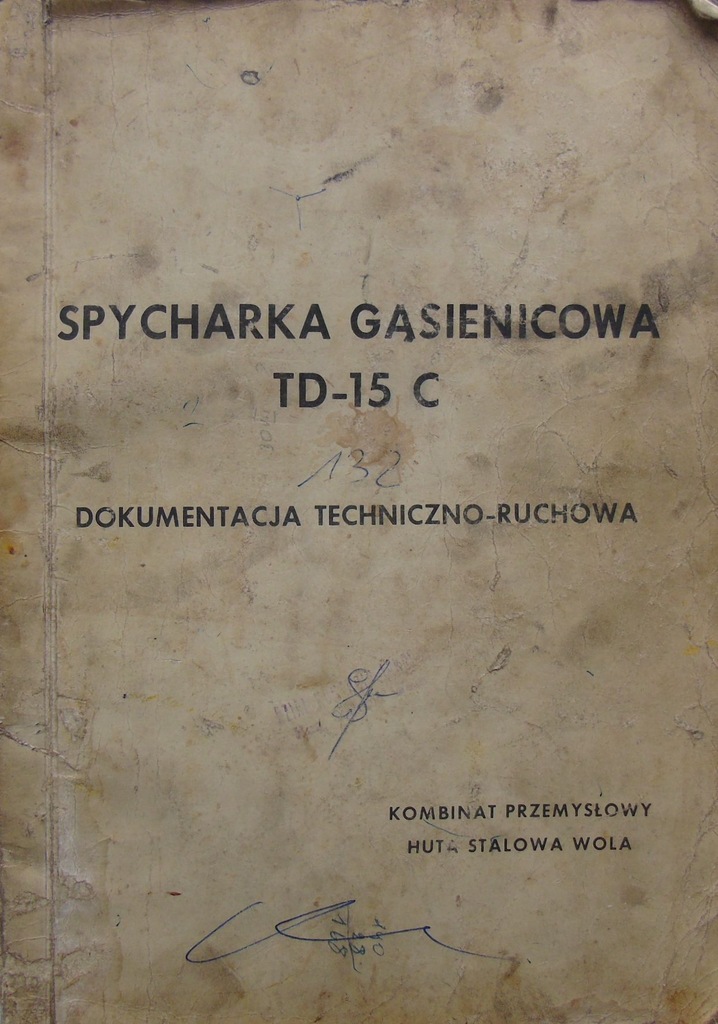 SPYCHARKA GĄSIENICOWA
TD-15 C
132
DOKUMENTACJA TECHNICZNO-RUCHOWA
KOMBINAT PRZEMYSŁOWY
HUTA STALOWA WOLA